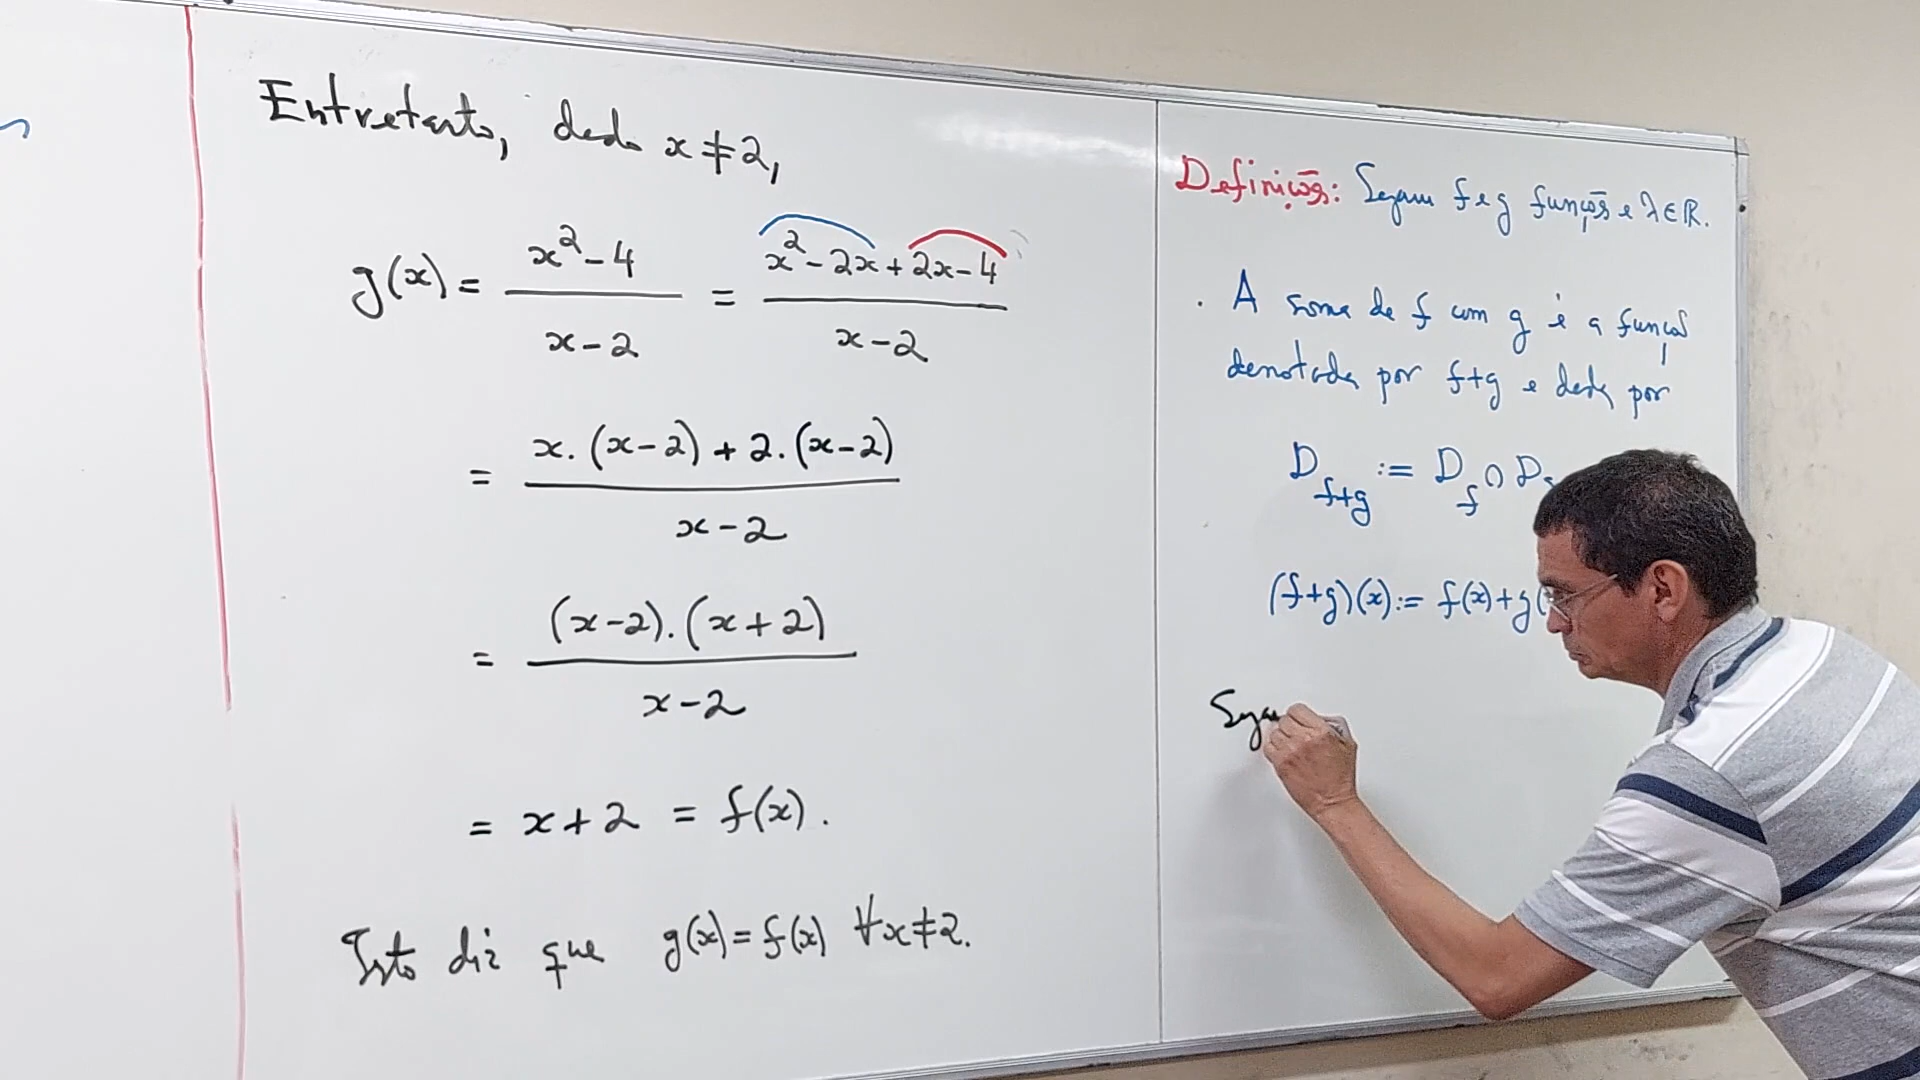 Entretanto, dado x≠2,
g(x) = x²-4 / x-2 = x²-2x+2x-4 / x-2
= x.(x-2)+2.(x-2) / x-2
= (x-2).(x+2) / x-2
= x+2 = f(x).
Isto diz que g(x)=f(x) ∀x≠2.
Definições: Sejam f e g funções e λ∈ℝ.
. A soma de f com g é a função
denotada por f+g e dada por
D_{f+g} := D_f ∩ D
(f+g)(x):= f(x)+g(
Sejam